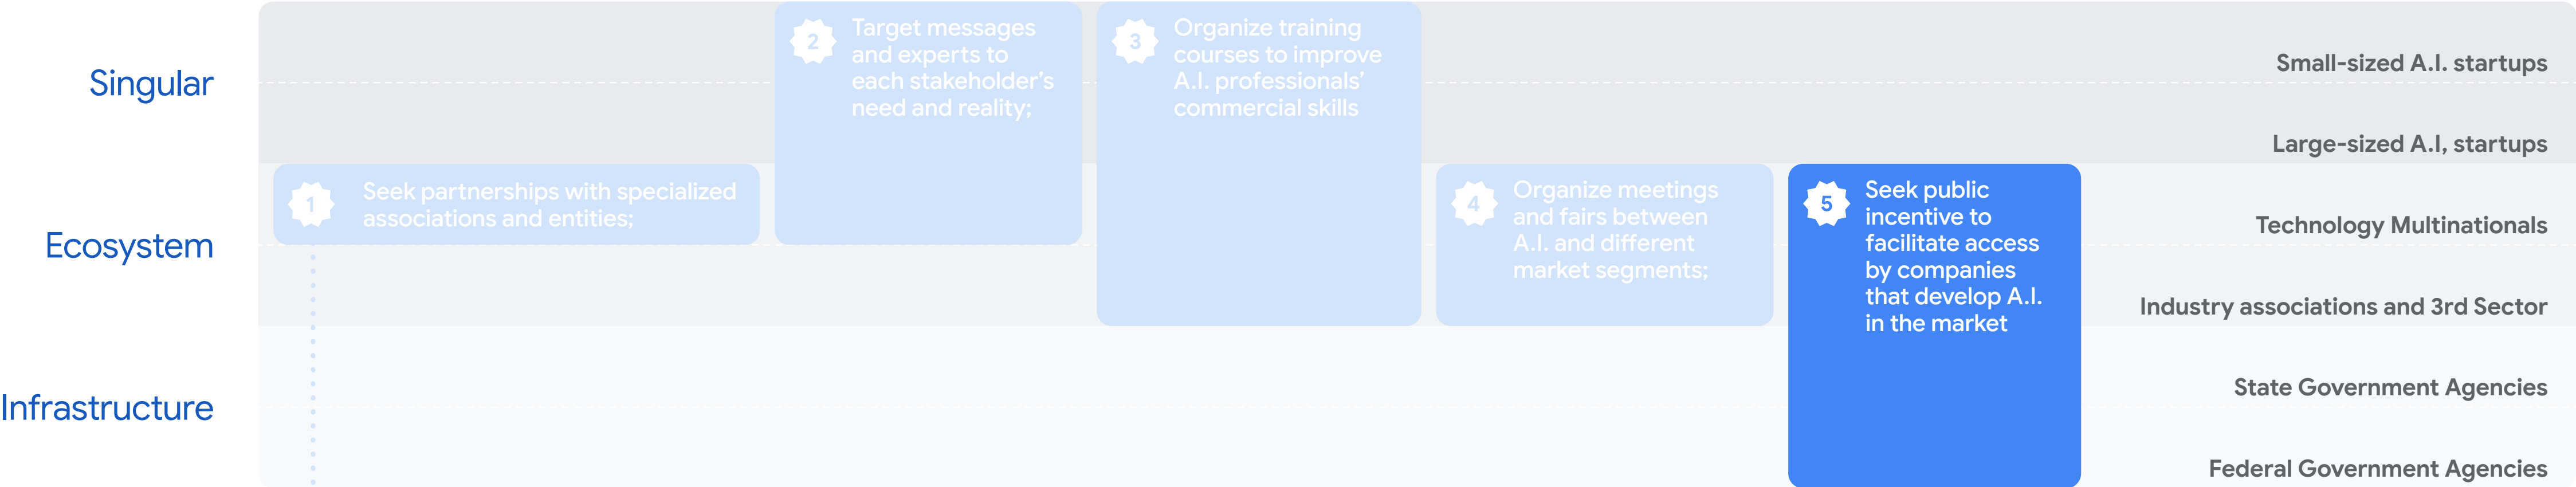 Singular
Ecosystem
Infrastructure
1
Seek partnerships with specialized
associations and entities;
2
Target messages
and experts to
each stakeholder’s
need and reality;
3
Organize training
courses to improve
A.I. professionals’
commercial skills
4
Organize meetings
and fairs between
A.I. and different
market segments;
5
Seek public
incentive to
facilitate access
by companies
that develop A.I.
in the market
Small-sized A.I. startups
Large-sized A.I, startups
Technology Multinationals
Industry associations and 3rd Sector
State Government Agencies
Federal Government Agencies